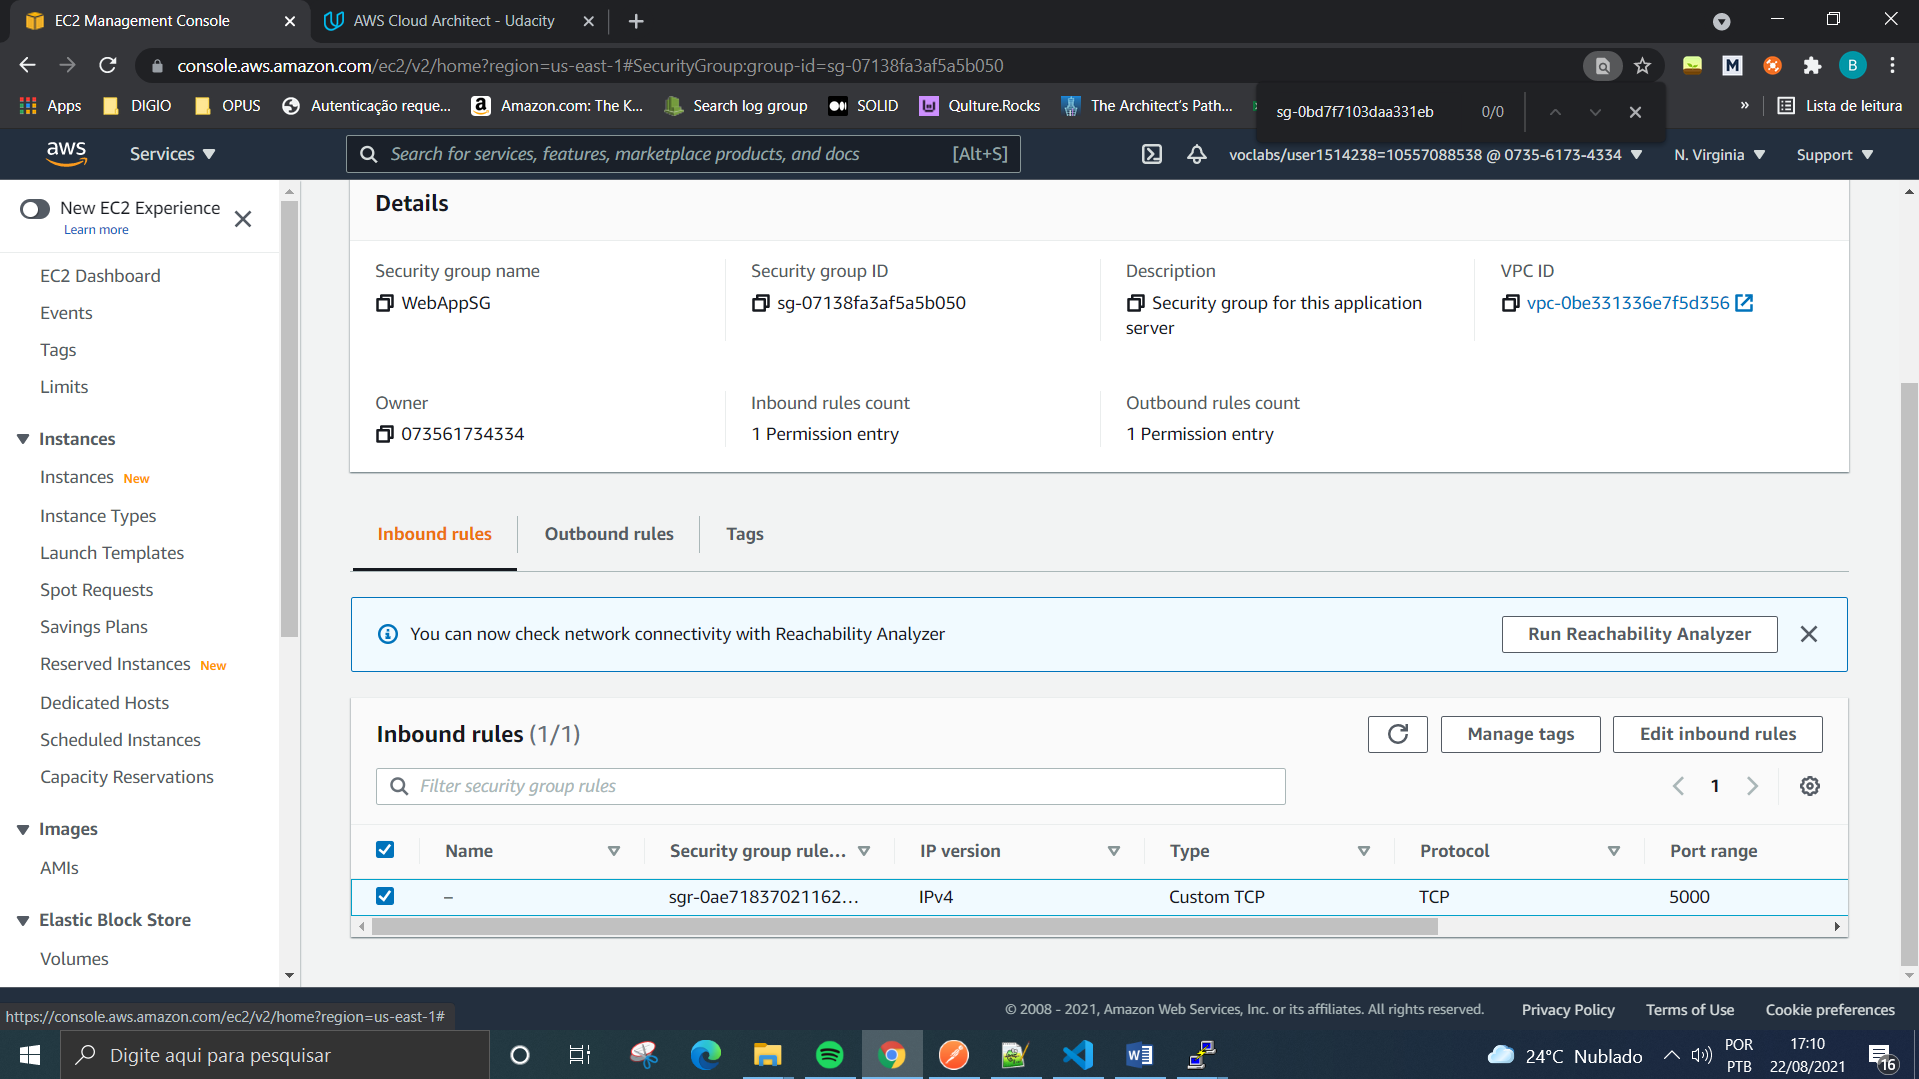 EC2 Management Console
AWS Cloud Architect - Udacity
console.aws.amazon.com/ec2/v2/home?region=us-east-1#SecurityGroup:group-id=sg-07138fa3af5a5b050
B
Apps
DIGIO
OPUS
Autenticação reque...
Amazon.com: The K...
Search log group
SOLID
Qulture.Rocks
The Architect's Path...
»
Lista de leitura
sg-0bd7f7103daa331eb
0/0
aws
Services
Search for services, features, marketplace products, and docs
[Alt+S]
voclabs/user1514238=10557088538 @ 0735-6173-4334
N. Virginia
Support
New EC2 Experience
Learn more
EC2 Dashboard
Events
Tags
Limits
Instances
Instances New
Instance Types
Launch Templates
Spot Requests
Savings Plans
Reserved Instances New
Dedicated Hosts
Scheduled Instances
Capacity Reservations
Images
AMIs
Elastic Block Store
Volumes
Details
Security group name
WebAppSG
Security group ID
sg-07138fa3af5a5b050
Description
Security group for this application
server
VPC ID
vpc-0be331336e7f5d356
Owner
073561734334
Inbound rules count
1 Permission entry
Outbound rules count
1 Permission entry
Inbound rules
Outbound rules
Tags
You can now check network connectivity with Reachability Analyzer
Run Reachability Analyzer
Inbound rules (1/1)
Manage tags
Edit inbound rules
Filter security group rules
1
Name
Security group rule...
IP version
Type
Protocol
Port range
–
sgr-0ae71837021162...
IPv4
Custom TCP
TCP
5000
https://console.aws.amazon.com/ec2/v2/home?region=us-east-1#
© 2008 - 2021, Amazon Web Services, Inc. or its affiliates. All rights reserved.
Privacy Policy
Terms of Use
Cookie preferences
Digite aqui para pesquisar
24°C Nublado
POR
PTB
17:10
22/08/2021
16